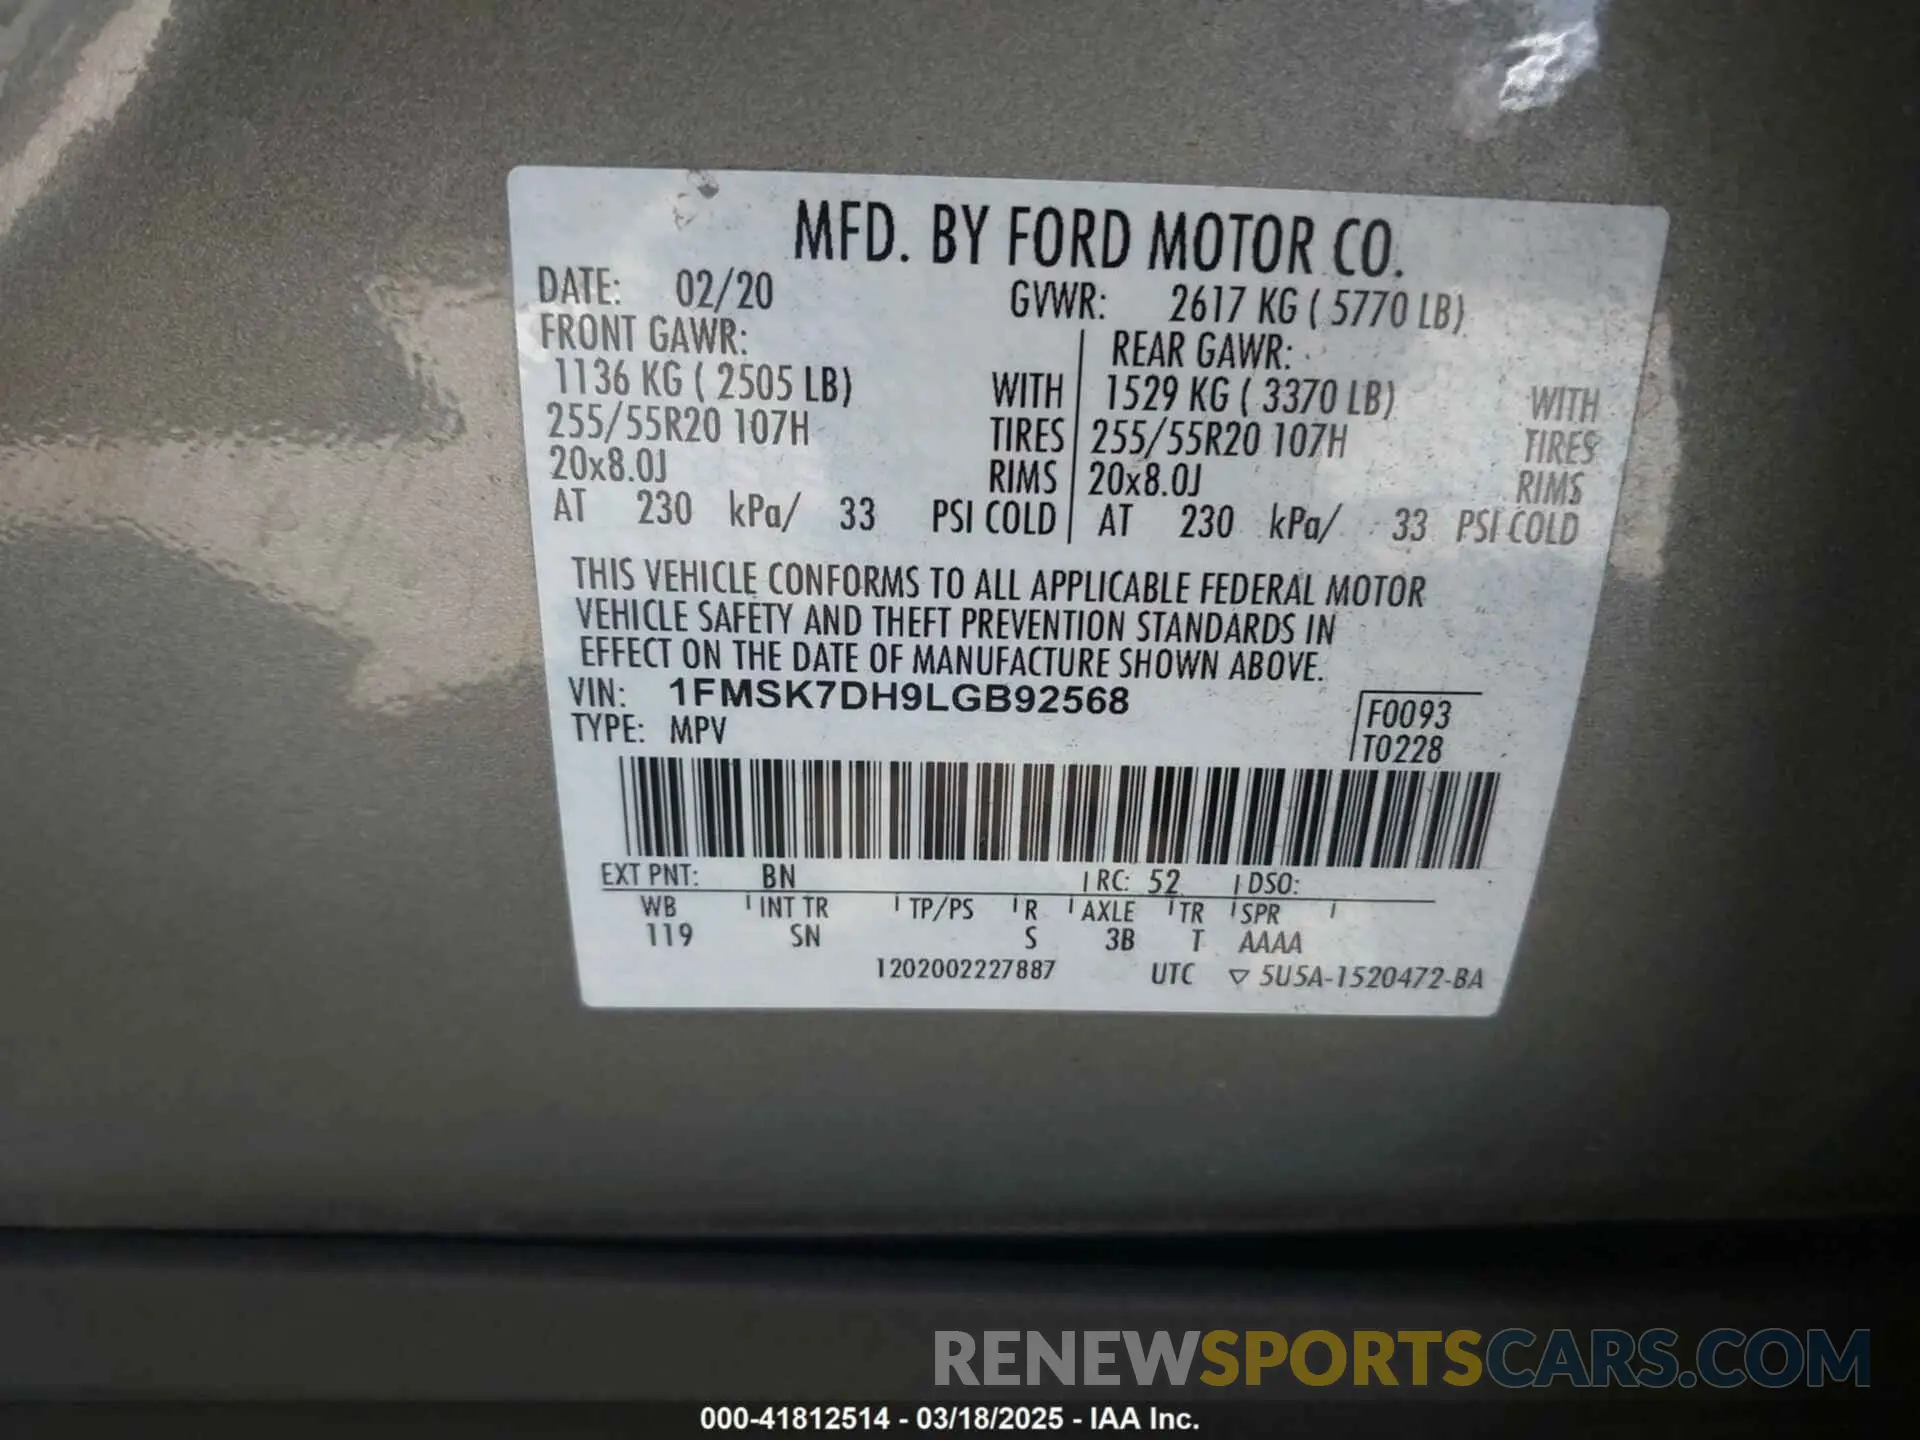 MFD. BY FORD MOTOR CO.
DATE: 02/20 GVWR: 2617 KG ( 5770 LB)
FRONT GAWR: REAR GAWR:
1136 KG ( 2505 LB) WITH 1529 KG ( 3370 LB) WITH
255/55R20 107H TIRES 255/55R20 107H TIRES
20x8.0J RIMS 20x8.0J RIMS
AT 230 kPa/ 33 PSI COLD AT 230 kPa/ 33 PSI COLD
THIS VEHICLE CONFORMS TO ALL APPLICABLE FEDERAL MOTOR
VEHICLE SAFETY AND THEFT PREVENTION STANDARDS IN
EFFECT ON THE DATE OF MANUFACTURE SHOWN ABOVE.
VIN: 1FMSK7DH9LGB92568 F0093
TYPE: MPV T0228
EXT PNT: BN RC: 52 DSO:
WB INT TR TP/PS R AXLE TR SPR
119 SN S 3B T AAAA
1202002227887 UTC ▽ 5U5A-1520472-BA
RENEWSPORTSCARS.COM
000-41812514 - 03/18/2025 - IAA Inc.